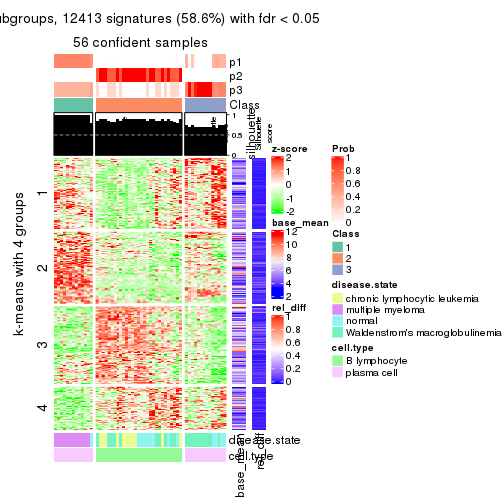 ubgroups, 12413 signatures (58.6%) with fdr < 0.05
56 confident samples
p1
p2
p3
Class
1
0.5
0
silhouette
Silhouette
score
k-means with 4 groups
1
2
3
4
base_mean
rel_diff
disease.state
cell.type
z-score
2
1
0
-1
-2
base_mean
12
10
8
6
4
2
rel_diff
1
0.8
0.6
0.4
0.2
0
Prob
1
0.8
0.6
0.4
0.2
0
Class
1
2
3
disease.state
chronic lymphocytic leukemia
multiple myeloma
normal
Waldenstrom's macroglobulinemia
cell.type
B lymphocyte
plasma cell